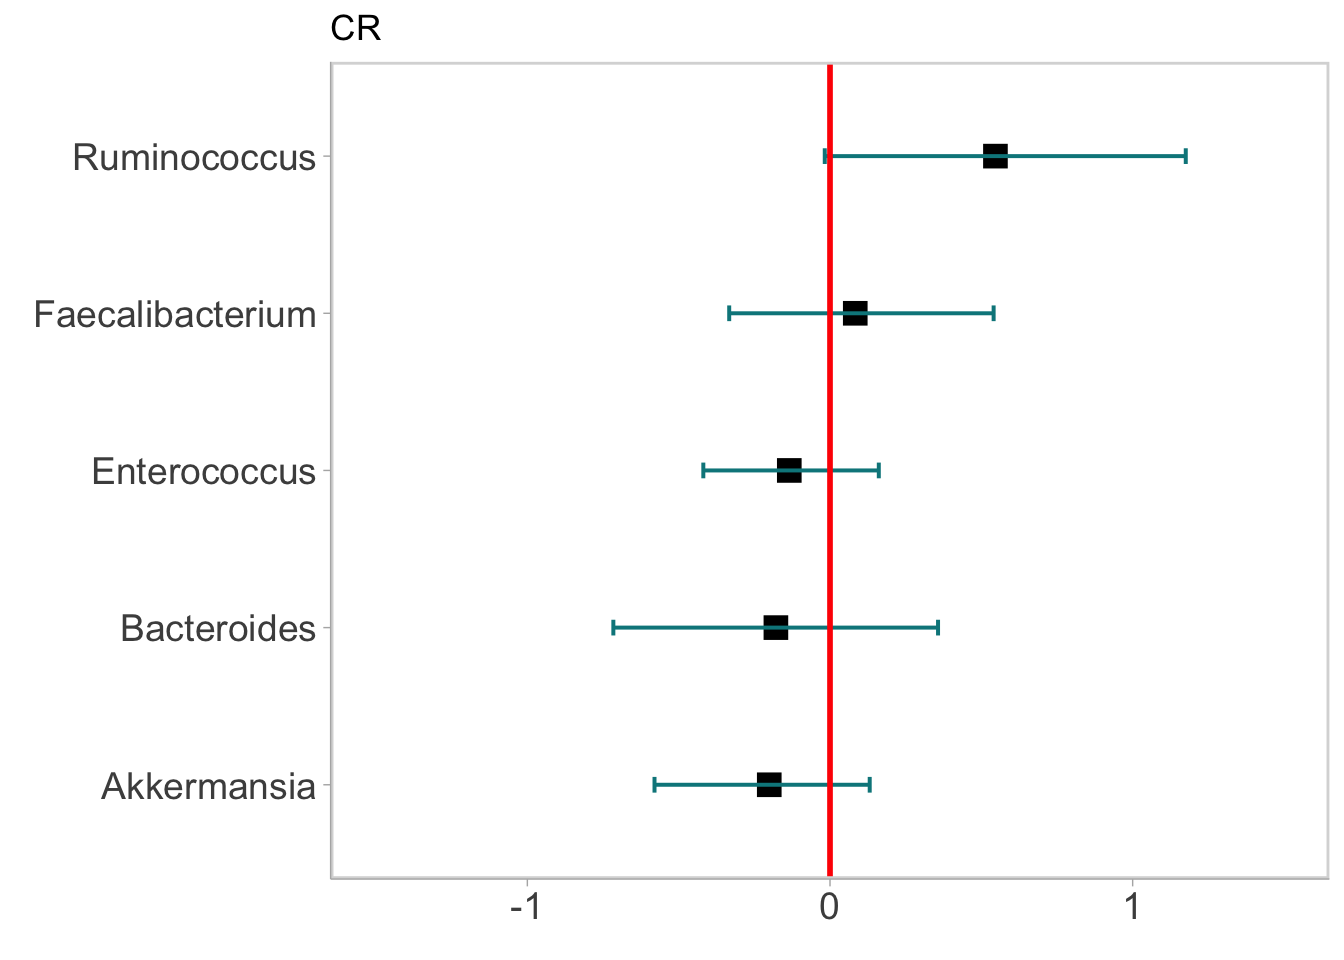 CR
Ruminococcus
Faecalibacterium
Enterococcus
Bacteroides
Akkermansia
-1 0 1